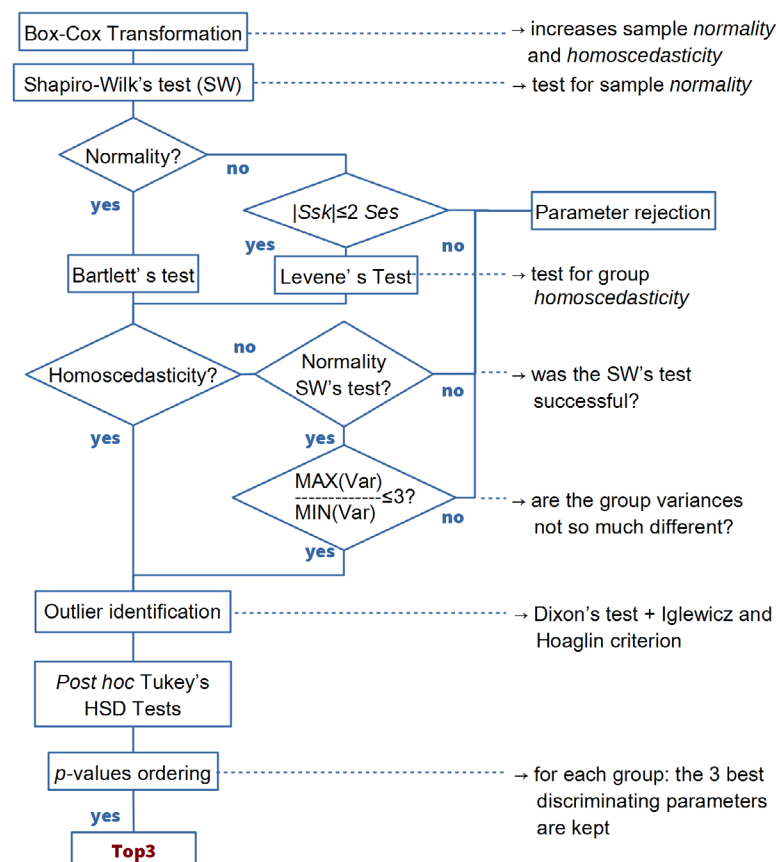 Box-Cox Transformation
→ increases sample normality
and homoscedasticity
Shapiro-Wilk's test (SW)
→ test for sample normality
Normality?
no
yes
|Ssk|≤2 Ses
Parameter rejection
yes
no
Bartlett' s test
Levene' s Test
→ test for group
homoscedasticity
Homoscedasticity?
no
Normality
SW's test?
no
→ was the SW's test
successful?
yes
yes
MAX(Var)
-------------≤3?
MIN(Var)
no
→ are the group variances
not so much different?
yes
Outlier identification
→ Dixon's test + Iglewicz and
Hoaglin criterion
Post hoc Tukey's
HSD Tests
p-values ordering
→ for each group: the 3 best
discriminating parameters
are kept
yes
Top3